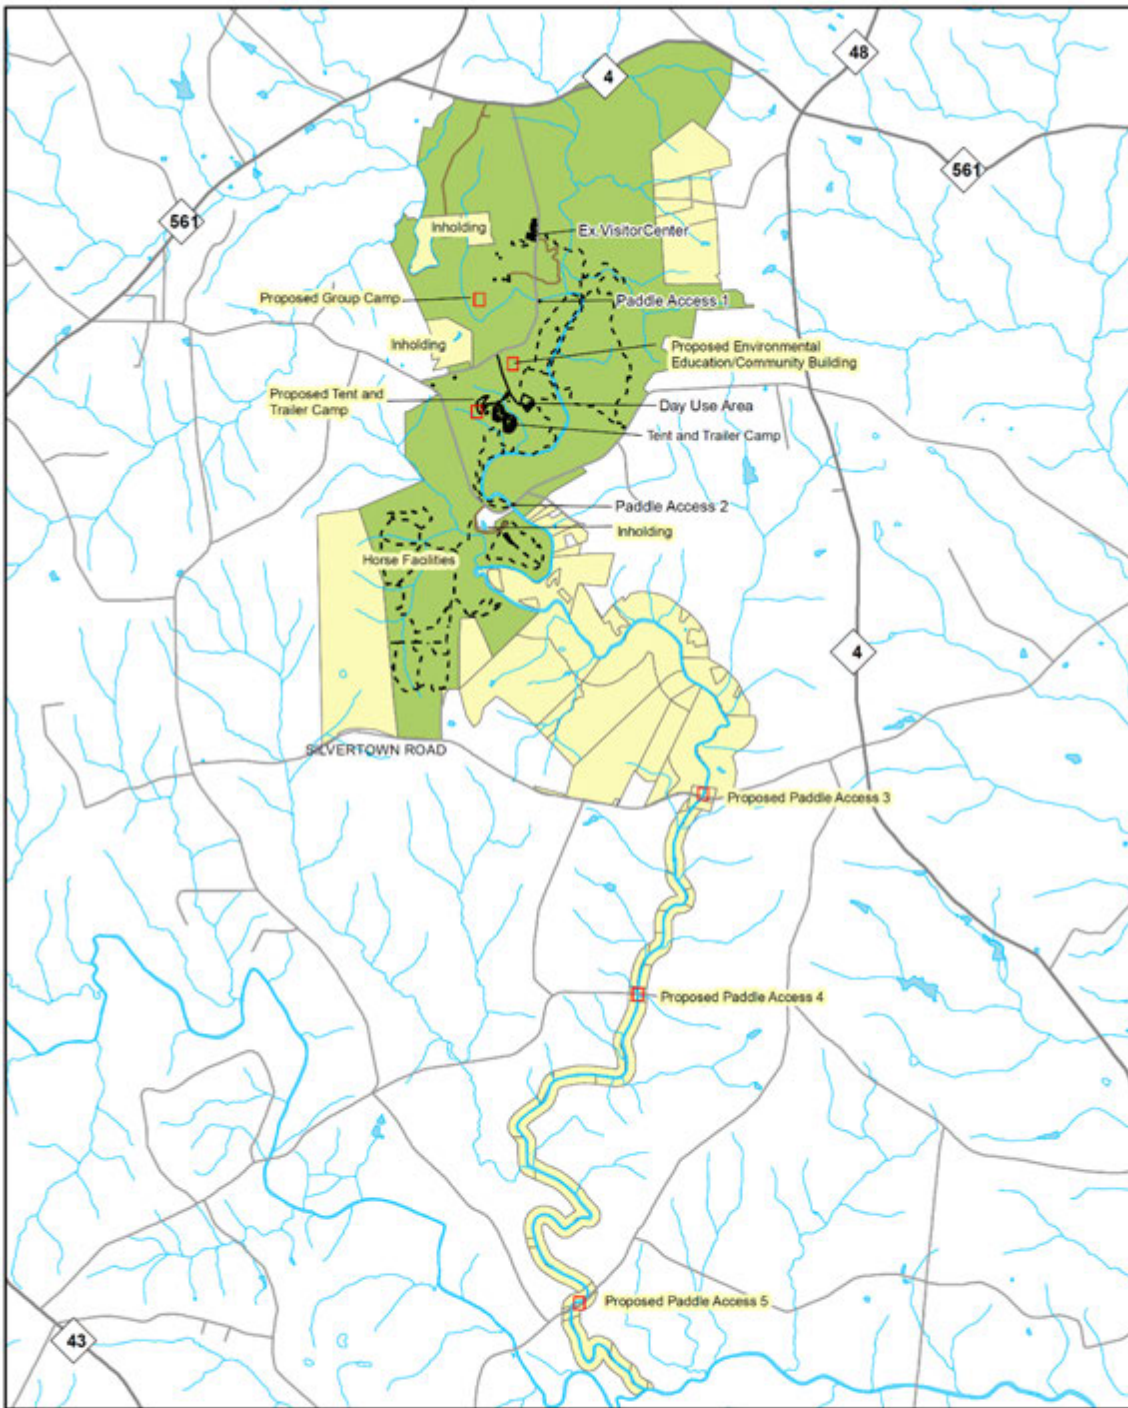 48
4
561
561
Inholding
Ex. Visitor Center
Proposed Group Camp
Paddle Access 1
Inholding
Proposed Environmental
Education/Community Building
Proposed Tent and
Trailer Camp
Day Use Area
Tent and Trailer Camp
Paddle Access 2
Inholding
Horse Facilities
4
SILVERTOWN ROAD
Proposed Paddle Access 3
Proposed Paddle Access 4
Proposed Paddle Access 5
43